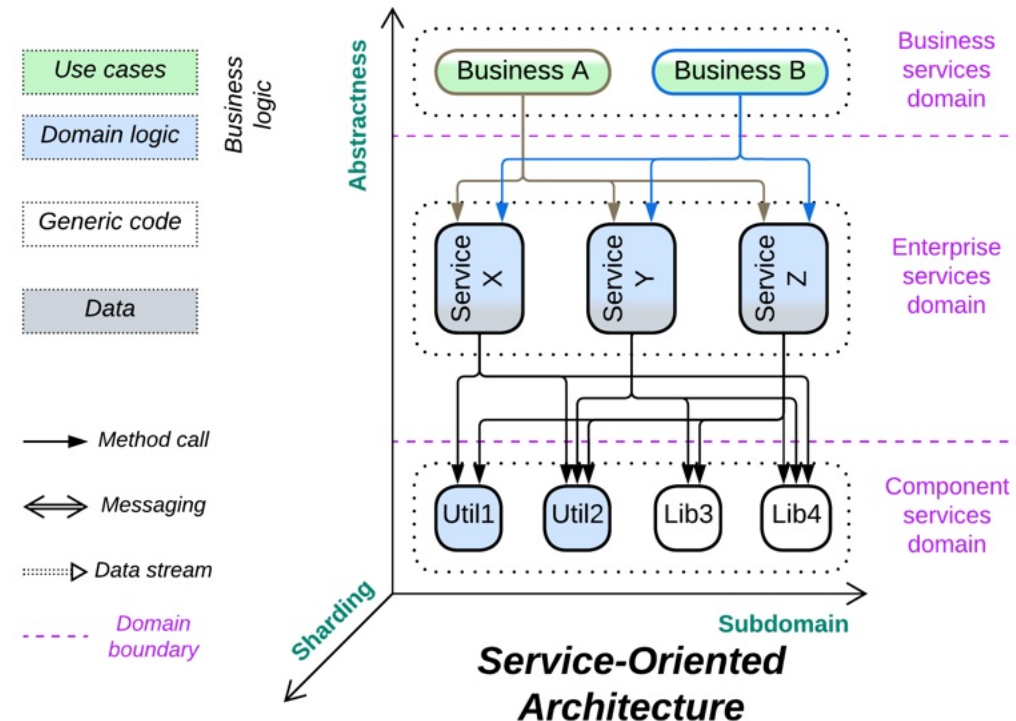 Use cases
Domain logic
Business
logic
Generic code
Data
Method call
Messaging
Data stream
Domain
boundary
Abstractness
Sharding
Subdomain
Business A
Business B
Business
services
domain
Service
X
Service
Y
Service
Z
Enterprise
services
domain
Util1
Util2
Lib3
Lib4
Component
services
domain
Service-Oriented
Architecture